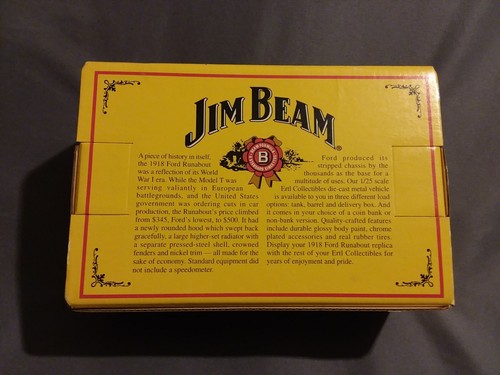 JIM BEAM®
B
A piece of history in itself,
the 1918 Ford Runabout
was a reflection of its World
War I era. While the Model T was
serving valiantly in European
battlegrounds, and the United States
government was ordering cuts in car
production, the Runabout's price climbed
from $345, Ford's lowest, to $500. It had
a newly rounded hood which swept back
gracefully, a large higher-set radiator with
a separate pressed-steel shell, crowned
fenders and nickel trim — all made for the
sake of economy. Standard equipment did
not include a speedometer.
Ford produced its
stripped chassis by the
thousands as the base for a
multitude of uses. Our 1/25 scale
Ertl Collectibles die-cast metal vehicle
is available to you in three different load
options: tank, barrel and delivery box. And
it comes in your choice of a coin bank or
non-bank version. Quality-crafted features
include durable glossy body paint, chrome
plated accessories and real rubber tires.
Display your 1918 Ford Runabout replica
with the rest of your Ertl Collectibles for
years of enjoyment and pride.